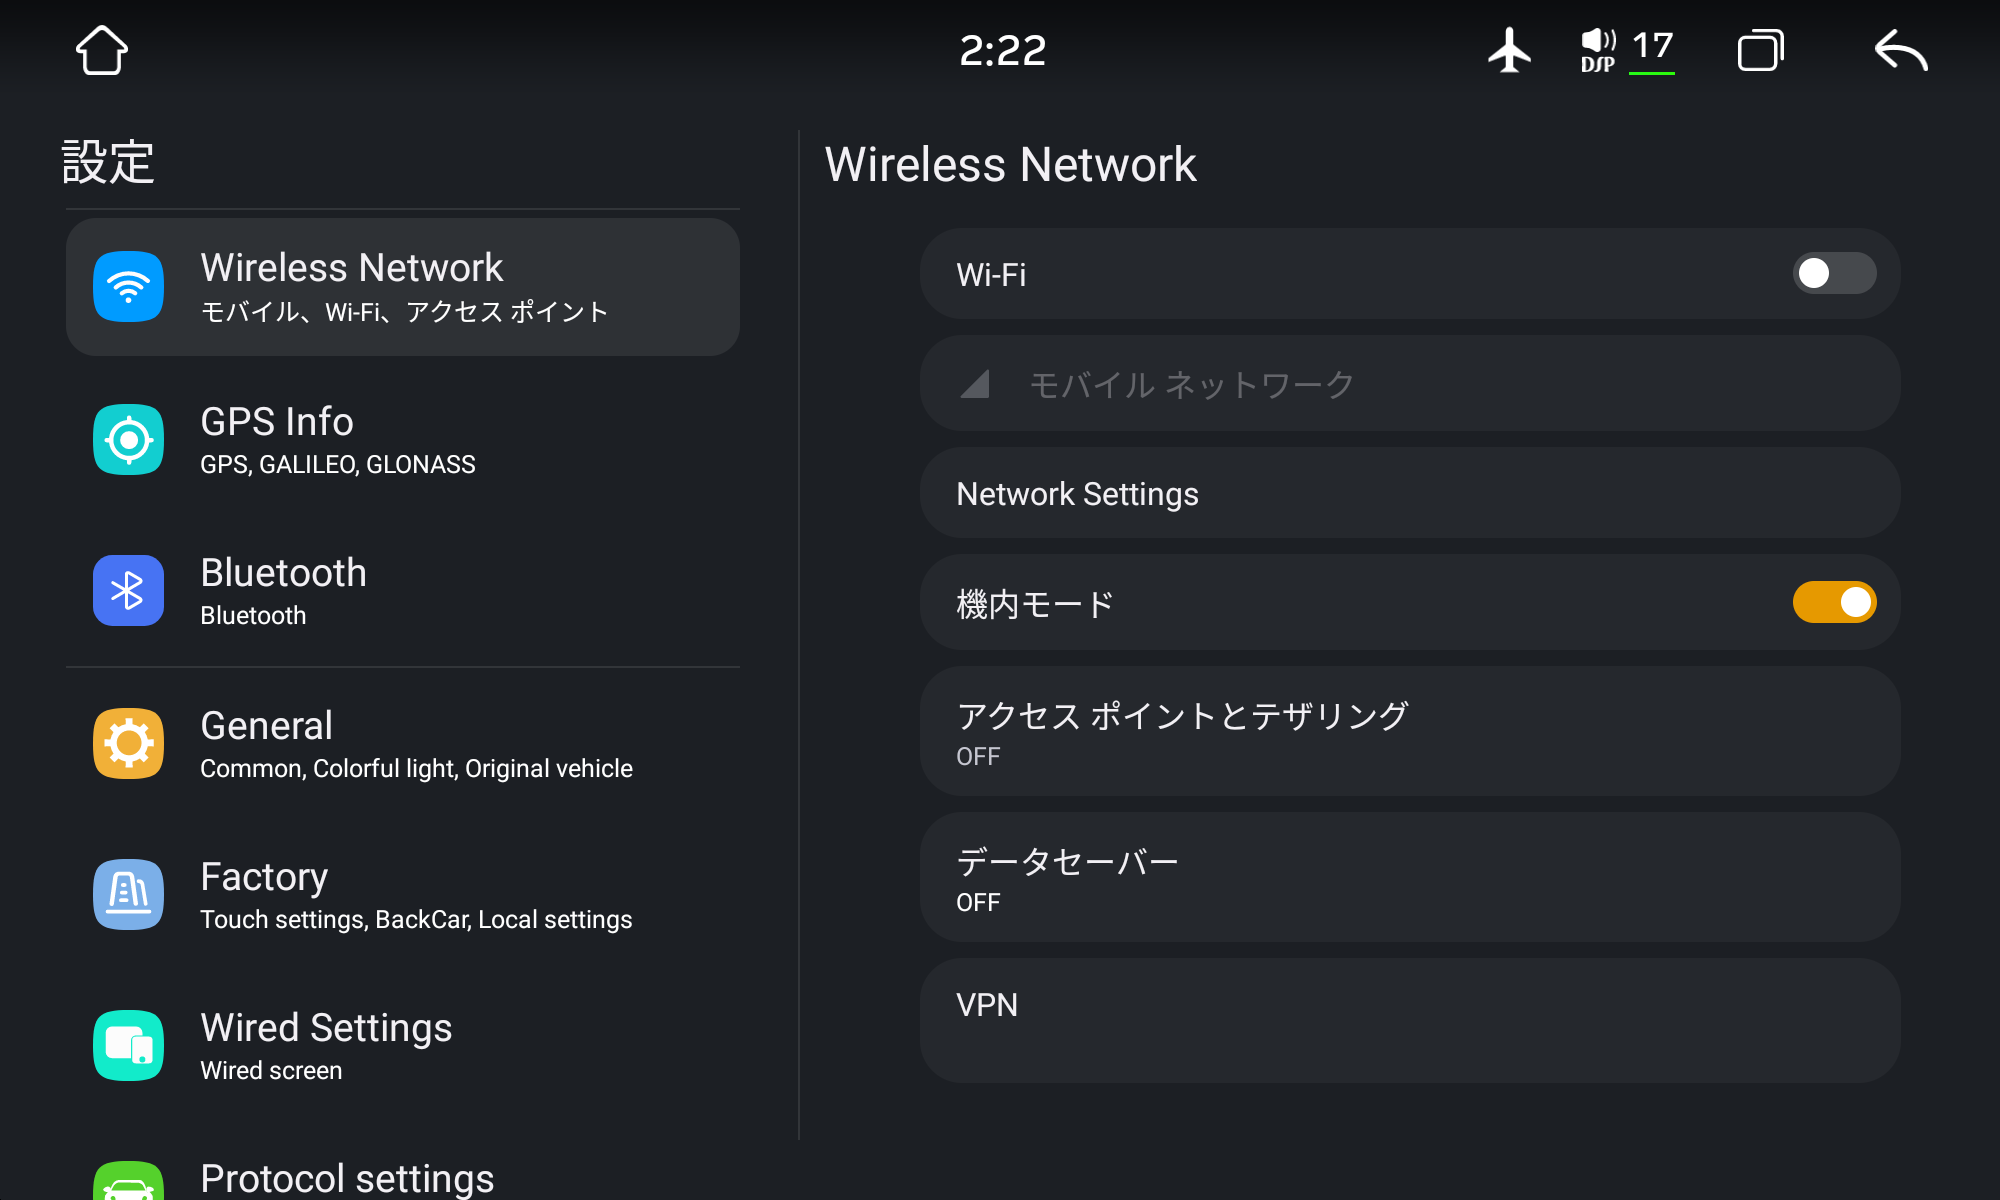 2:22
DSP 17
設定
Wireless Network
モバイル、Wi-Fi、アクセス ポイント
GPS Info
GPS, GALILEO, GLONASS
Bluetooth
Bluetooth
General
Common, Colorful light, Original vehicle
Factory
Touch settings, BackCar, Local settings
Wired Settings
Wired screen
Protocol settings
Wireless Network
Wi-Fi
モバイル ネットワーク
Network Settings
機内モード
アクセス ポイントとテザリング
OFF
データセーバー
OFF
VPN